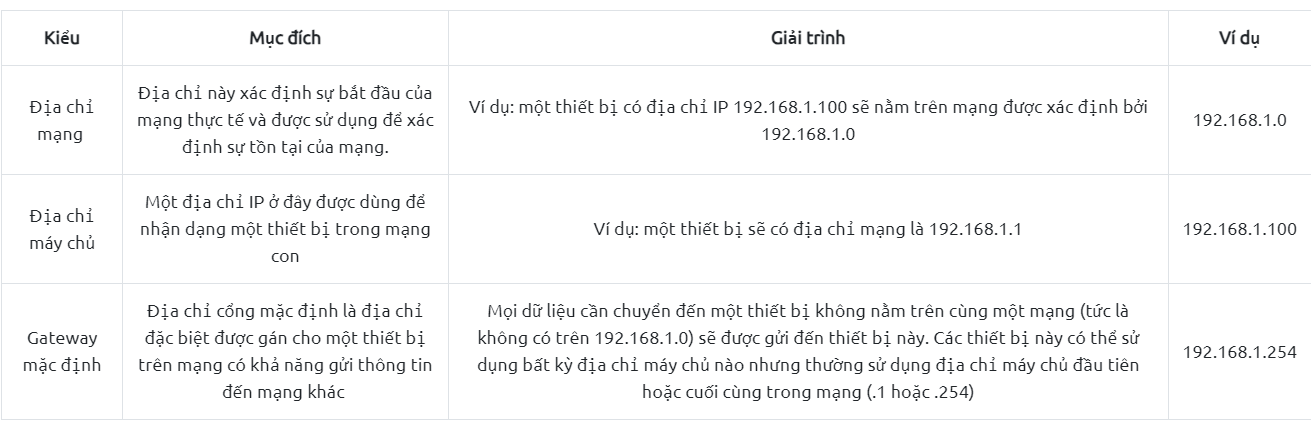 Kiểu Mục đích Giải trình Ví dụ
Địa chỉ mạng
Địa chỉ này xác định sự bắt đầu của
mạng thực tế và được sử dụng để xác
định sự tồn tại của mạng.
Ví dụ: một thiết bị có địa chỉ IP 192.168.1.100 sẽ nằm trên mạng được xác định bởi
192.168.1.0
192.168.1.0
Địa chỉ
máy chủ
Một địa chỉ IP ở đây được dùng để
nhận dạng một thiết bị trong mạng
con
Ví dụ: một thiết bị sẽ có địa chỉ mạng là 192.168.1.1
192.168.1.100
Gateway
mặc định
Địa chỉ cổng mặc định là địa chỉ
đặc biệt được gán cho một thiết bị
trên mạng có khả năng gửi thông tin
đến mạng khác
Mọi dữ liệu cần chuyển đến một thiết bị không nằm trên cùng một mạng (tức là
không có trên 192.168.1.0) sẽ được gửi đến thiết bị này. Các thiết bị này có thể sử
dụng bất kỳ địa chỉ máy chủ nào nhưng thường sử dụng địa chỉ máy chủ đầu tiên
hoặc cuối cùng trong mạng (.1 hoặc .254)
192.168.1.254